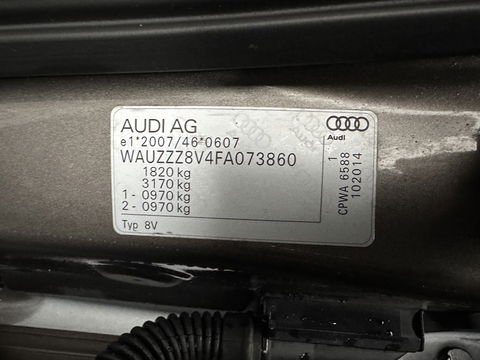 AUDI AG
e1*2007/46*0607
WAUZZZ8V4FA073860
1820 kg
3170 kg
1 - 0970 kg
2 - 0970 kg
Typ 8V
Audi
CPWA 6588 1
102014